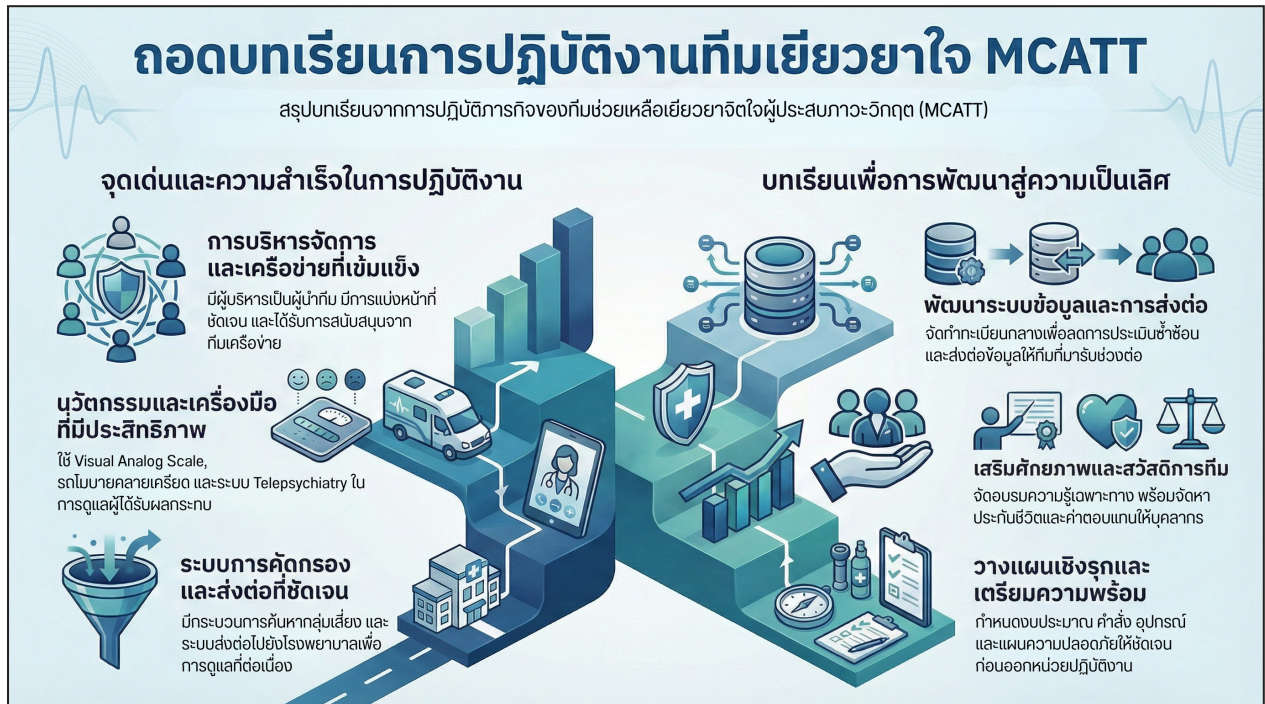 ถอดบทเรียนการปฏิบัติงานทีมเยียวยาใจ MCATT
สรุปบทเรียนจากการปฏิบัติภารกิจของทีมช่วยเหลือเยียวยาจิตใจผู้ประสบภาวะวิกฤต (MCATT)
จุดเด่นและความสำเร็จในการปฏิบัติงาน
การบริหารจัดการ
และเครือข่ายที่เข้มแข็ง
มีผู้บริหารเป็นผู้นำทีม มีการแบ่งหน้าที่
ชัดเจน และได้รับการสนับสนุนจาก
ทีมเครือข่าย
นวัตกรรมและเครื่องมือ
ที่มีประสิทธิภาพ
ใช้ Visual Analog Scale,
รถโมบายคลายเครียด และระบบ Telepsychiatry ใน
การดูแลผู้ได้รับผลกระทบ
ระบบการคัดกรอง
และส่งต่อที่ชัดเจน
มีกระบวนการค้นหากลุ่มเสี่ยง และ
ระบบส่งต่อไปยังโรงพยาบาลเพื่อ
การดูแลที่ต่อเนื่อง
บทเรียนเพื่อการพัฒนาสู่ความเป็นเลิศ
พัฒนาระบบข้อมูลและการส่งต่อ
จัดทำทะเบียนกลางเพื่อลดการประเมินซ้ำซ้อน
และส่งต่อข้อมูลให้ทีมที่มารับช่วงต่อ
เสริมศักยภาพและสวัสดิการทีม
จัดอบรมความรู้เฉพาะทาง พร้อมจัดหา
ประกันชีวิตและค่าตอบแทนให้บุคลากร
วางแผนเชิงรุกและ
เตรียมความพร้อม
กำหนดงบประมาณ คำสั่ง อุปกรณ์
และแผนความปลอดภัยให้ชัดเจน
ก่อนออกหน่วยปฏิบัติงาน